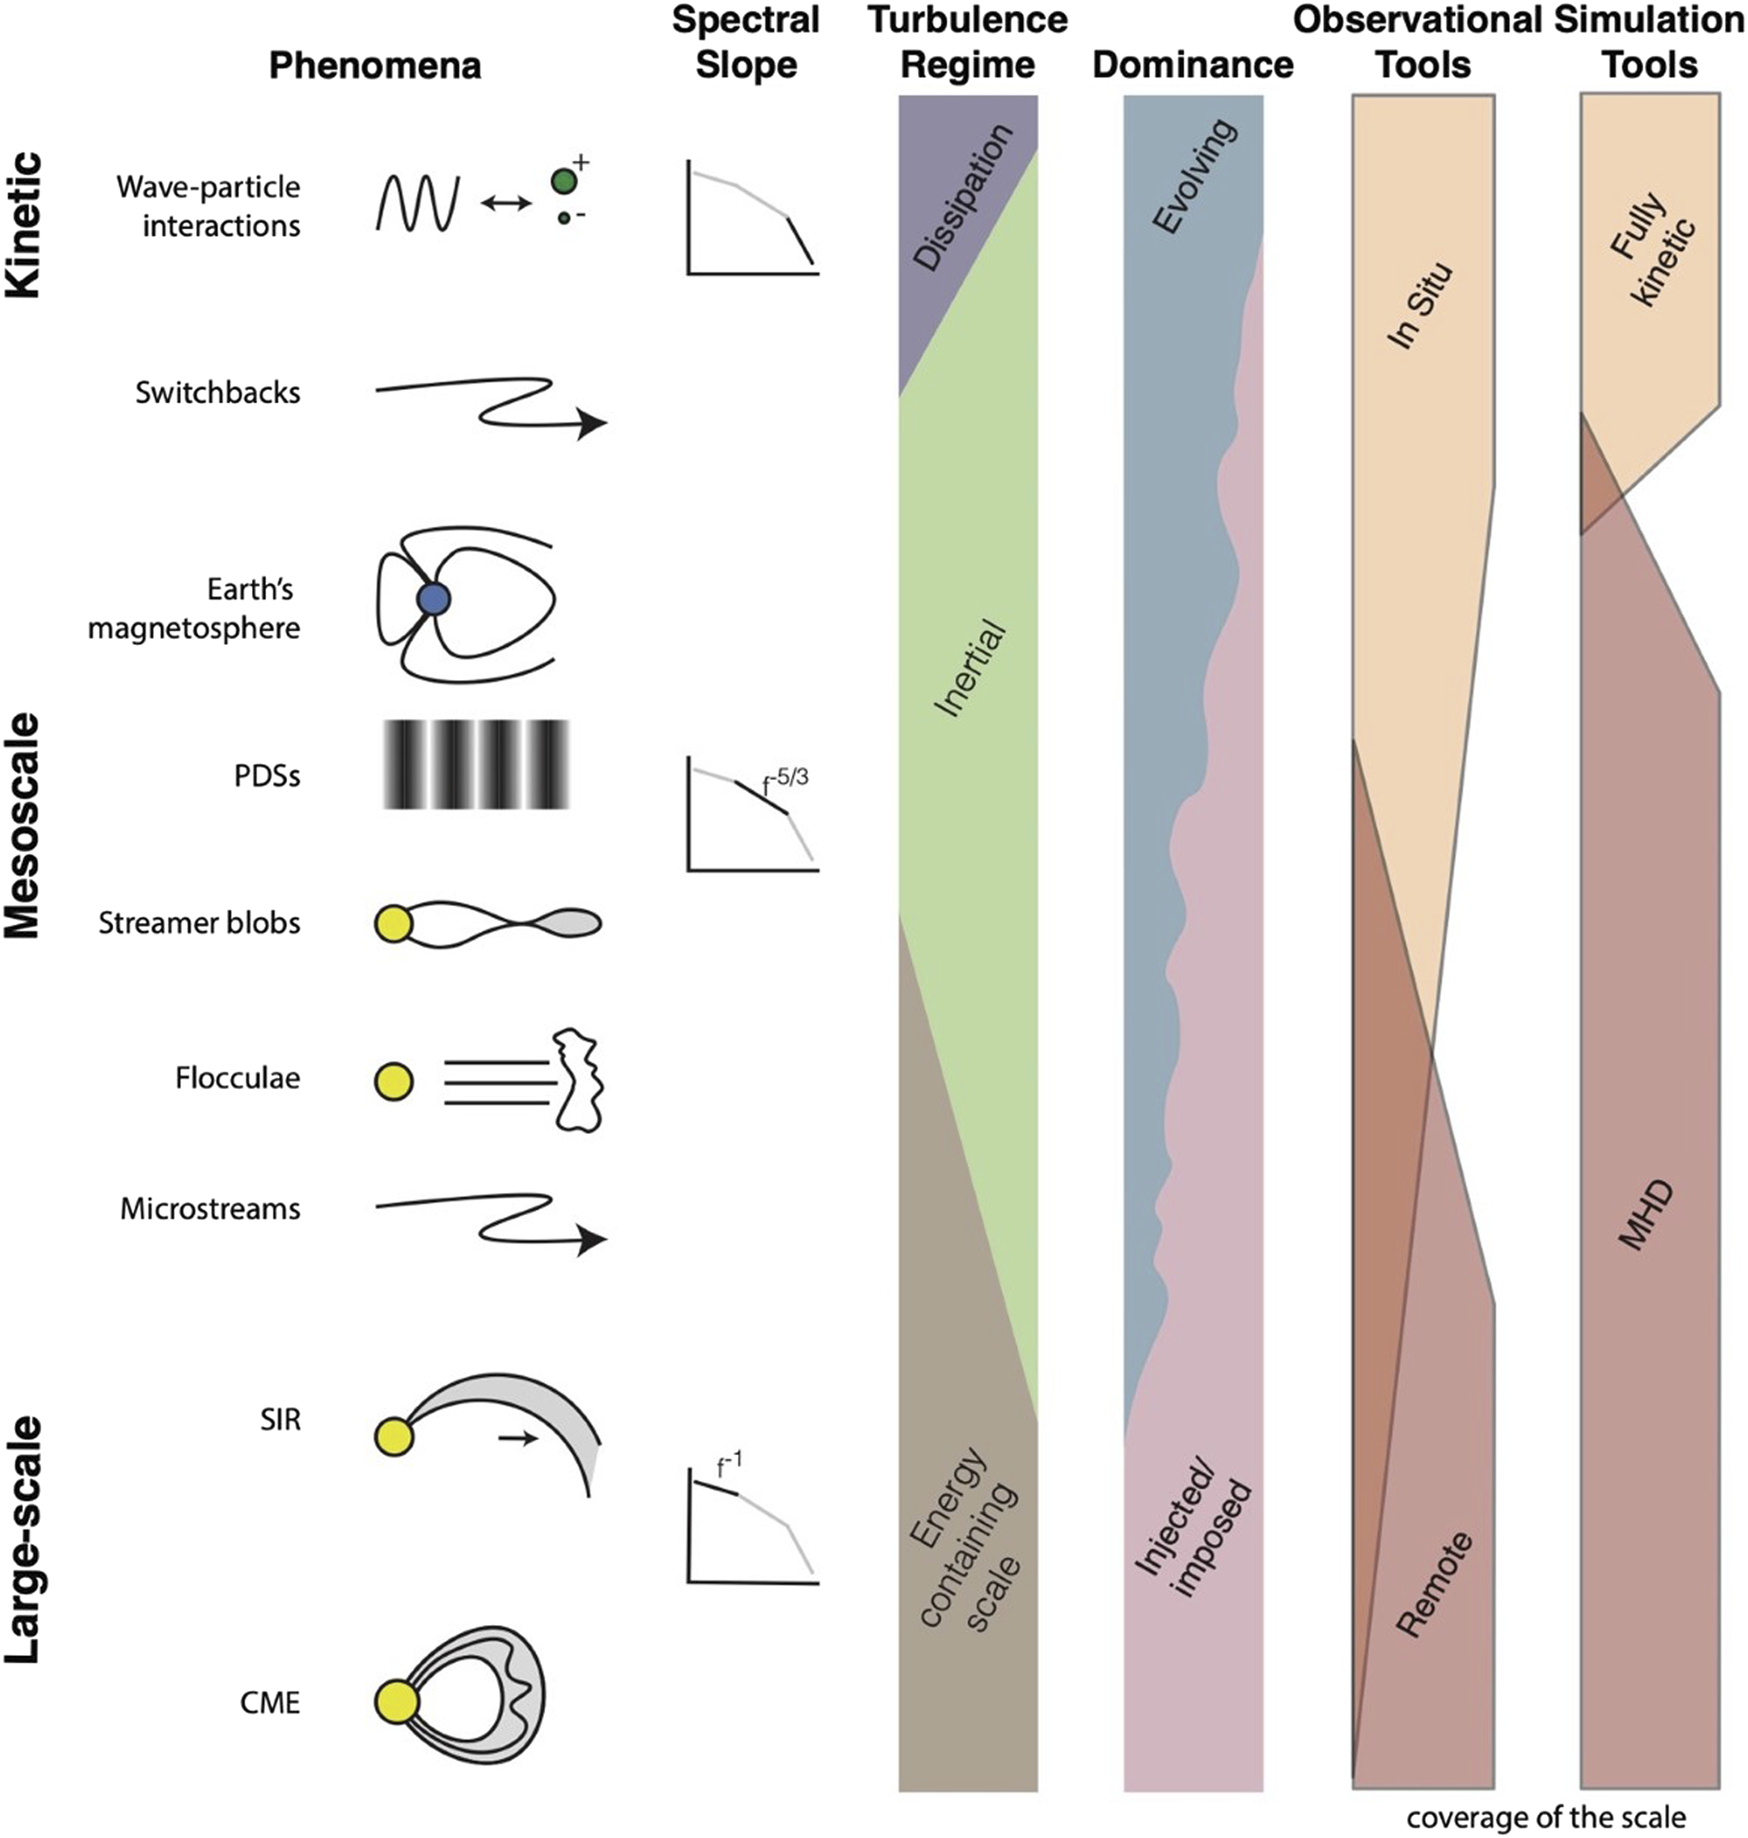 Phenomena
Spectral
Slope
Turbulence
Regime
Dominance
Observational
Tools
Simulation
Tools
Kinetic
Wave-particle
interactions
+
-
Switchbacks
Earth's
magnetosphere
Mesoscale
PDSs
f-5/3
Streamer blobs
Flocculae
Microstreams
Large-scale
SIR
f-1
CME
Dissipation
Inertial
Energy
containing
scale
Evolving
Injected/
imposed
In Situ
Remote
Fully
kinetic
MHD
coverage of the scale